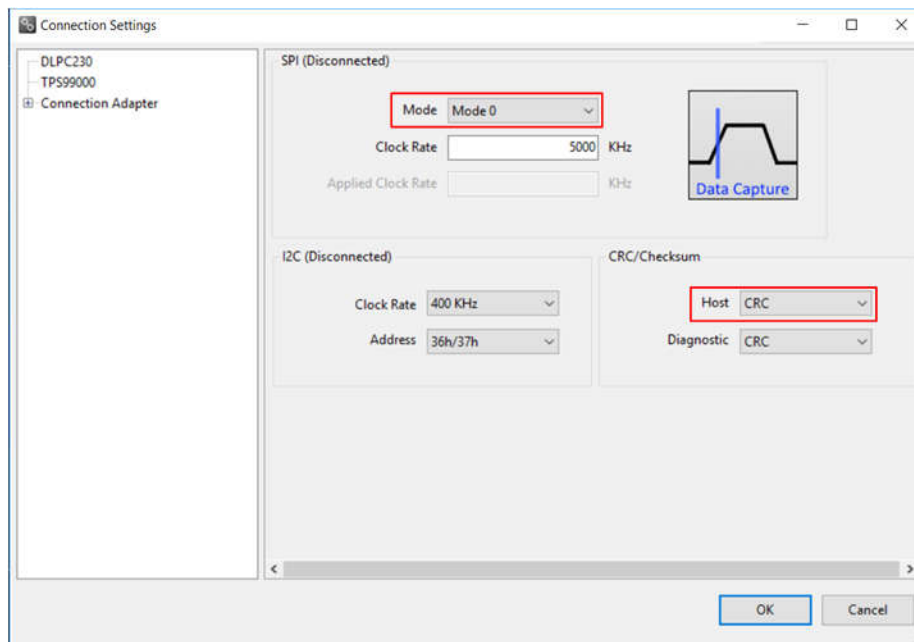 Connection Settings
DLPC230
TPS99000
Connection Adapter
SPI (Disconnected)
Mode Mode 0
Clock Rate 5000 KHz
Applied Clock Rate KHz
Data Capture
I2C (Disconnected)
Clock Rate 400 KHz
Address 36h/37h
CRC/Checksum
Host CRC
Diagnostic CRC
OK Cancel